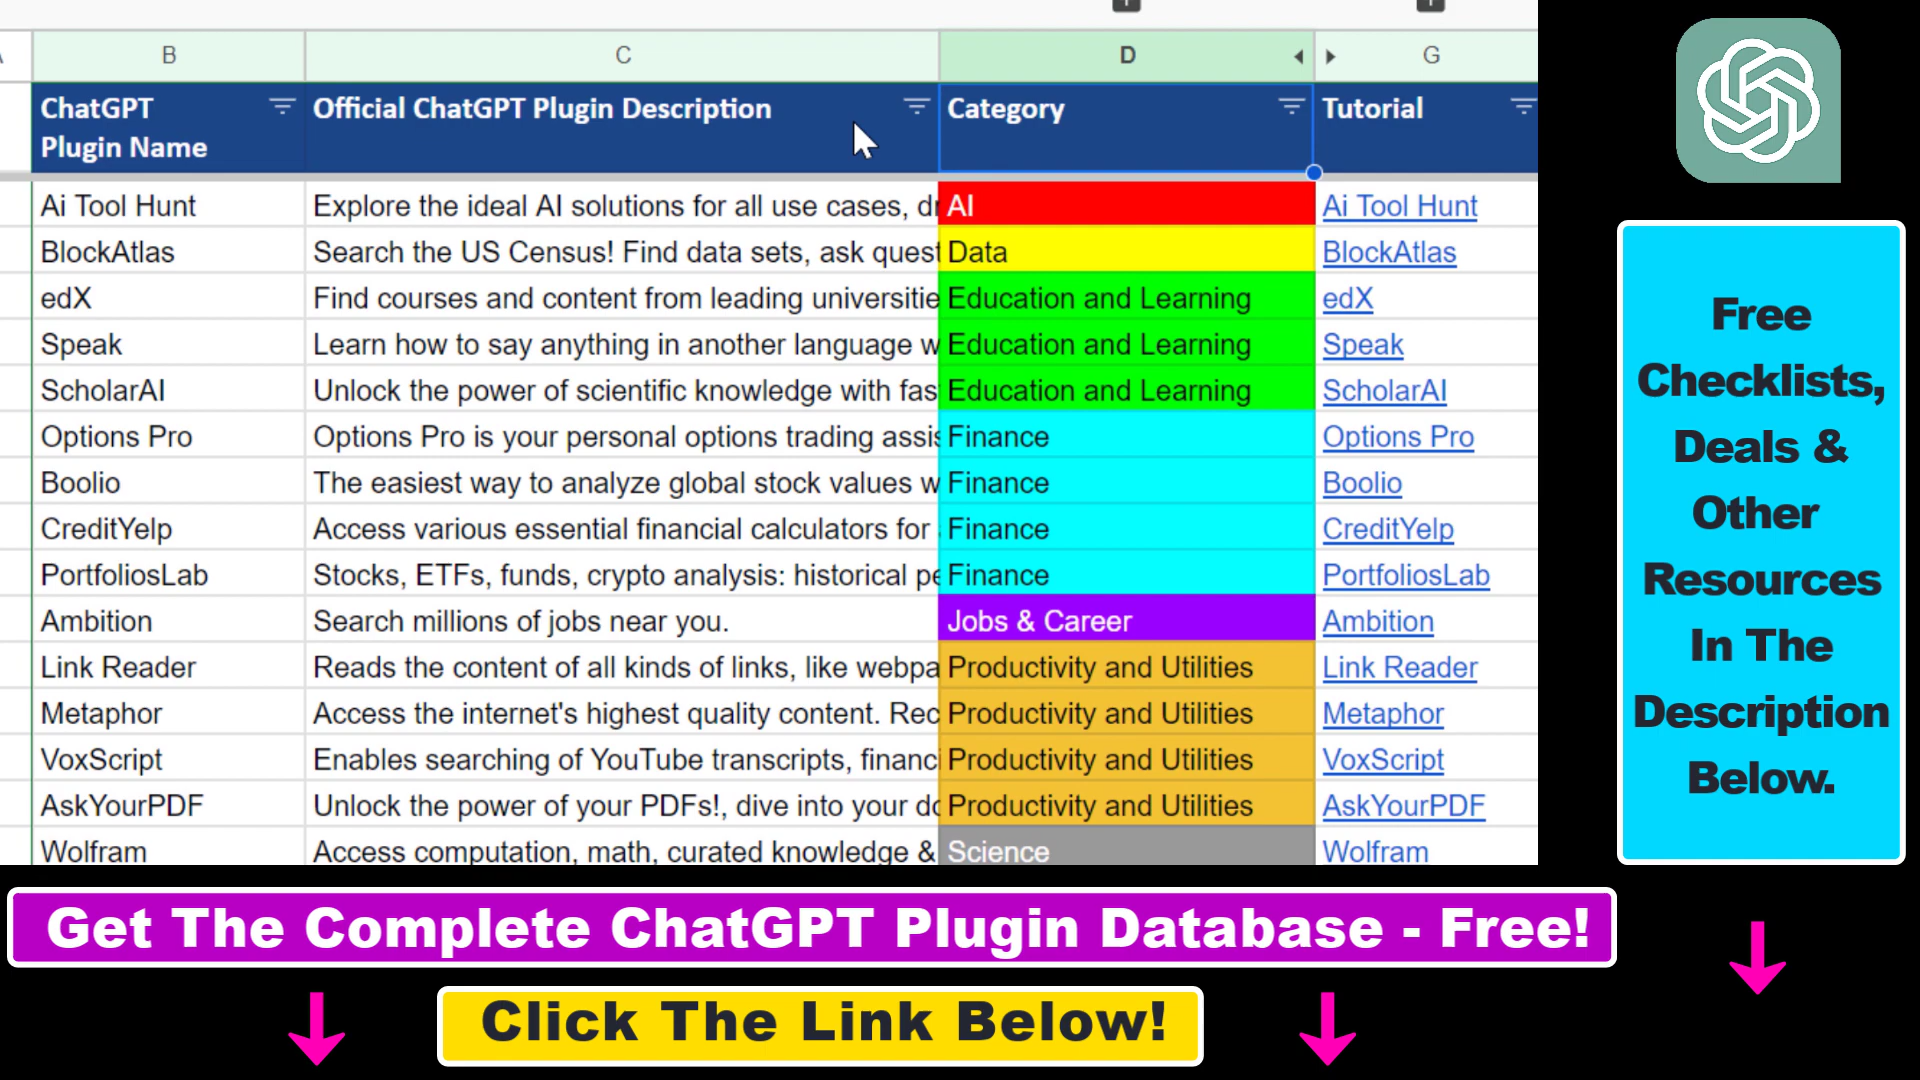 B C D G
ChatGPT
Plugin Name
Official ChatGPT Plugin Description
Category
Tutorial
Ai Tool Hunt Explore the ideal AI solutions for all use cases, AI Ai Tool Hunt
BlockAtlas Search the US Census! Find data sets, ask Data BlockAtlas
edX Find courses and content from leading Education and Learning edX
Speak Learn how to say anything in another language Education and Learning Speak
ScholarAI Unlock the power of scientific knowledge with Education and Learning ScholarAI
Options Pro Options Pro is your personal options trading Finance Options Pro
Boolio The easiest way to analyze global stock values Finance Boolio
CreditYelp Access various essential financial calculators for Finance CreditYelp
PortfoliosLab Stocks, ETFs, funds, crypto analysis: historical Finance PortfoliosLab
Ambition Search millions of jobs near you. Jobs & Career Ambition
Link Reader Reads the content of all kinds of links, like Productivity and Utilities Link Reader
Metaphor Access the internet's highest quality content. Productivity and Utilities Metaphor
VoxScript Enables searching of YouTube transcripts, Productivity and Utilities VoxScript
AskYourPDF Unlock the power of your PDFs!, dive into your Productivity and Utilities AskYourPDF
Wolfram Access computation, math, curated knowledge & Science Wolfram
Free
Checklists,
Deals &
Other
Resources
In The
Description
Below.
Get The Complete ChatGPT Plugin Database - Free!
Click The Link Below!